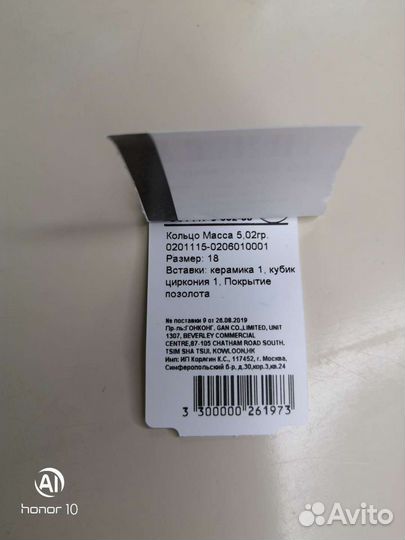 Кольцо Масса 5,02гр.
0201115-0206010001
Размер: 18
Вставки: керамика 1, кубик
циркония 1, Покрытие
позолота
№ поставки 9 от 26.08.2019
Пр-ль:ГОНКОНГ, GAN CO.,LIMITED, UNIT
1307, BEVERLEY COMMERCIAL
CENTRE,87-105 CHATHAM ROAD SOUTH,
TSIM SHA TSUI, KOWLOON,HK
Имп: ИП Корягин К.С., 117452, г. Москва,
Симферопольский б-р, д.30,кор.3,кв.24
3 300000 261973
AI
honor 10
Avito